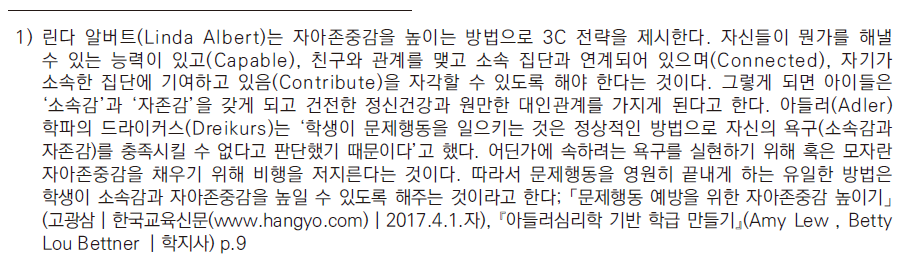 1) 린다 알버트(Linda Albert)는 자아존중감을 높이는 방법으로 3C 전략을 제시한다. 자신들이 뭔가를 해낼
수 있는 능력이 있고(Capable), 친구와 관계를 맺고 소속 집단과 연계되어 있으며(Connected), 자기가
소속한 집단에 기여하고 있음(Contribute)을 자각할 수 있도록 해야 한다는 것이다. 그렇게 되면 아이들은
‘소속감’과 ‘자존감’을 갖게 되고 건전한 정신건강과 원만한 대인관계를 가지게 된다고 한다. 아들러(Adler)
학파의 드라이커스(Dreikurs)는 ‘학생이 문제행동을 일으키는 것은 정상적인 방법으로 자신의 욕구(소속감과
자존감)를 충족시킬 수 없다고 판단했기 때문이다’고 했다. 어딘가에 속하려는 욕구를 실현하기 위해 혹은 모자란
자아존중감을 채우기 위해 비행을 저지른다는 것이다. 따라서 문제행동을 영원히 끝내게 하는 유일한 방법은
학생이 소속감과 자아존중감을 높일 수 있도록 해주는 것이라고 한다;「문제행동 예방을 위한 자아존중감 높이기」
(고광삼 | 한국교육신문(www.hangyo.com) | 2017.4.1.자), 『아들러심리학 기반 학급 만들기』(Amy Lew , Betty
Lou Bettner | 학지사) p.9